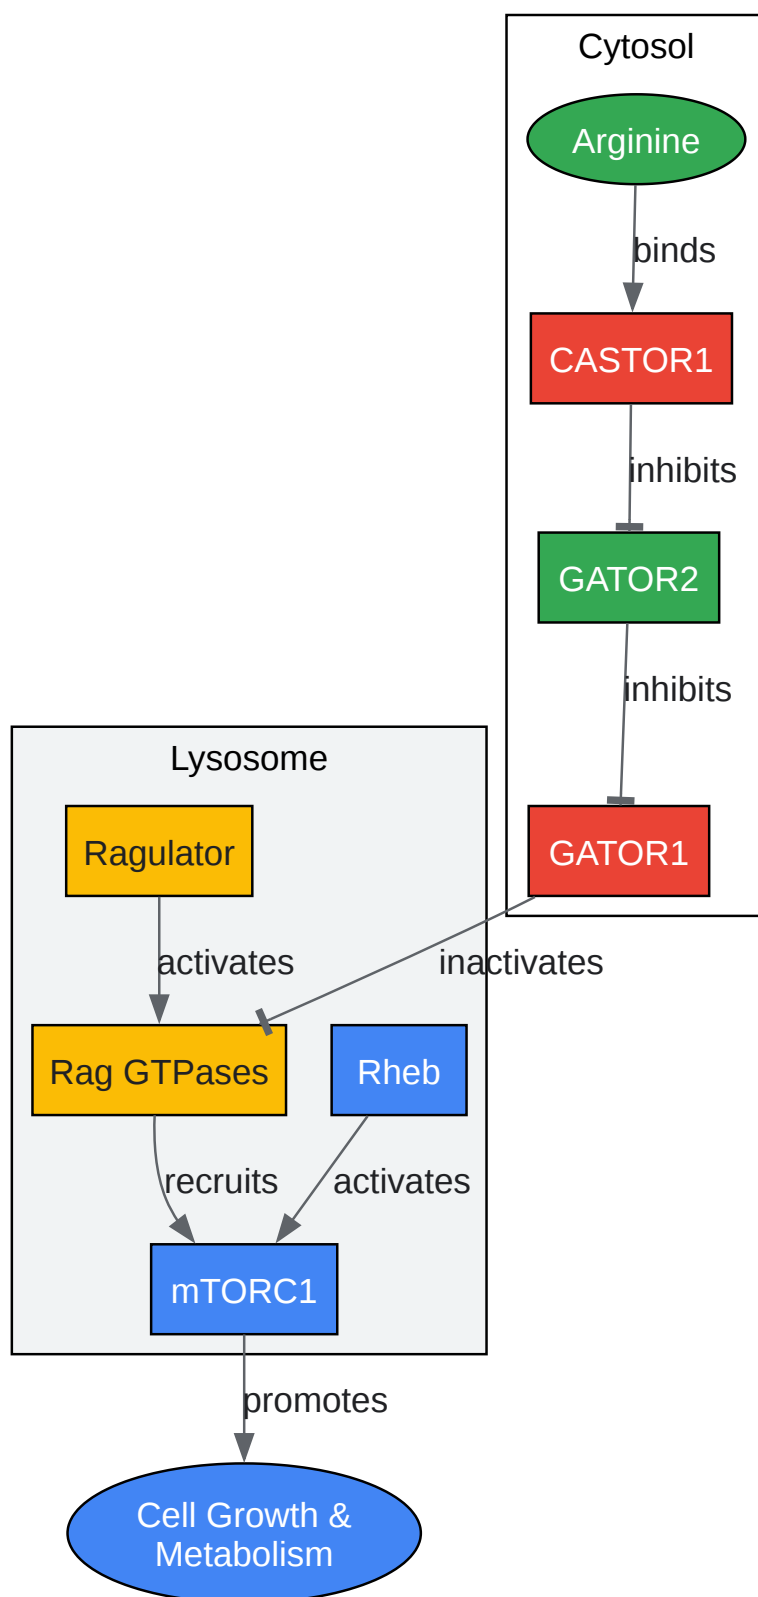 Cytosol
Arginine
binds
CASTOR1
inhibits
GATOR2
inhibits
GATOR1
inactivates
Lysosome
Ragulator
activates
Rag GTPases
Rheb
recruits
activates
mTORC1
promotes
Cell Growth &
Metabolism